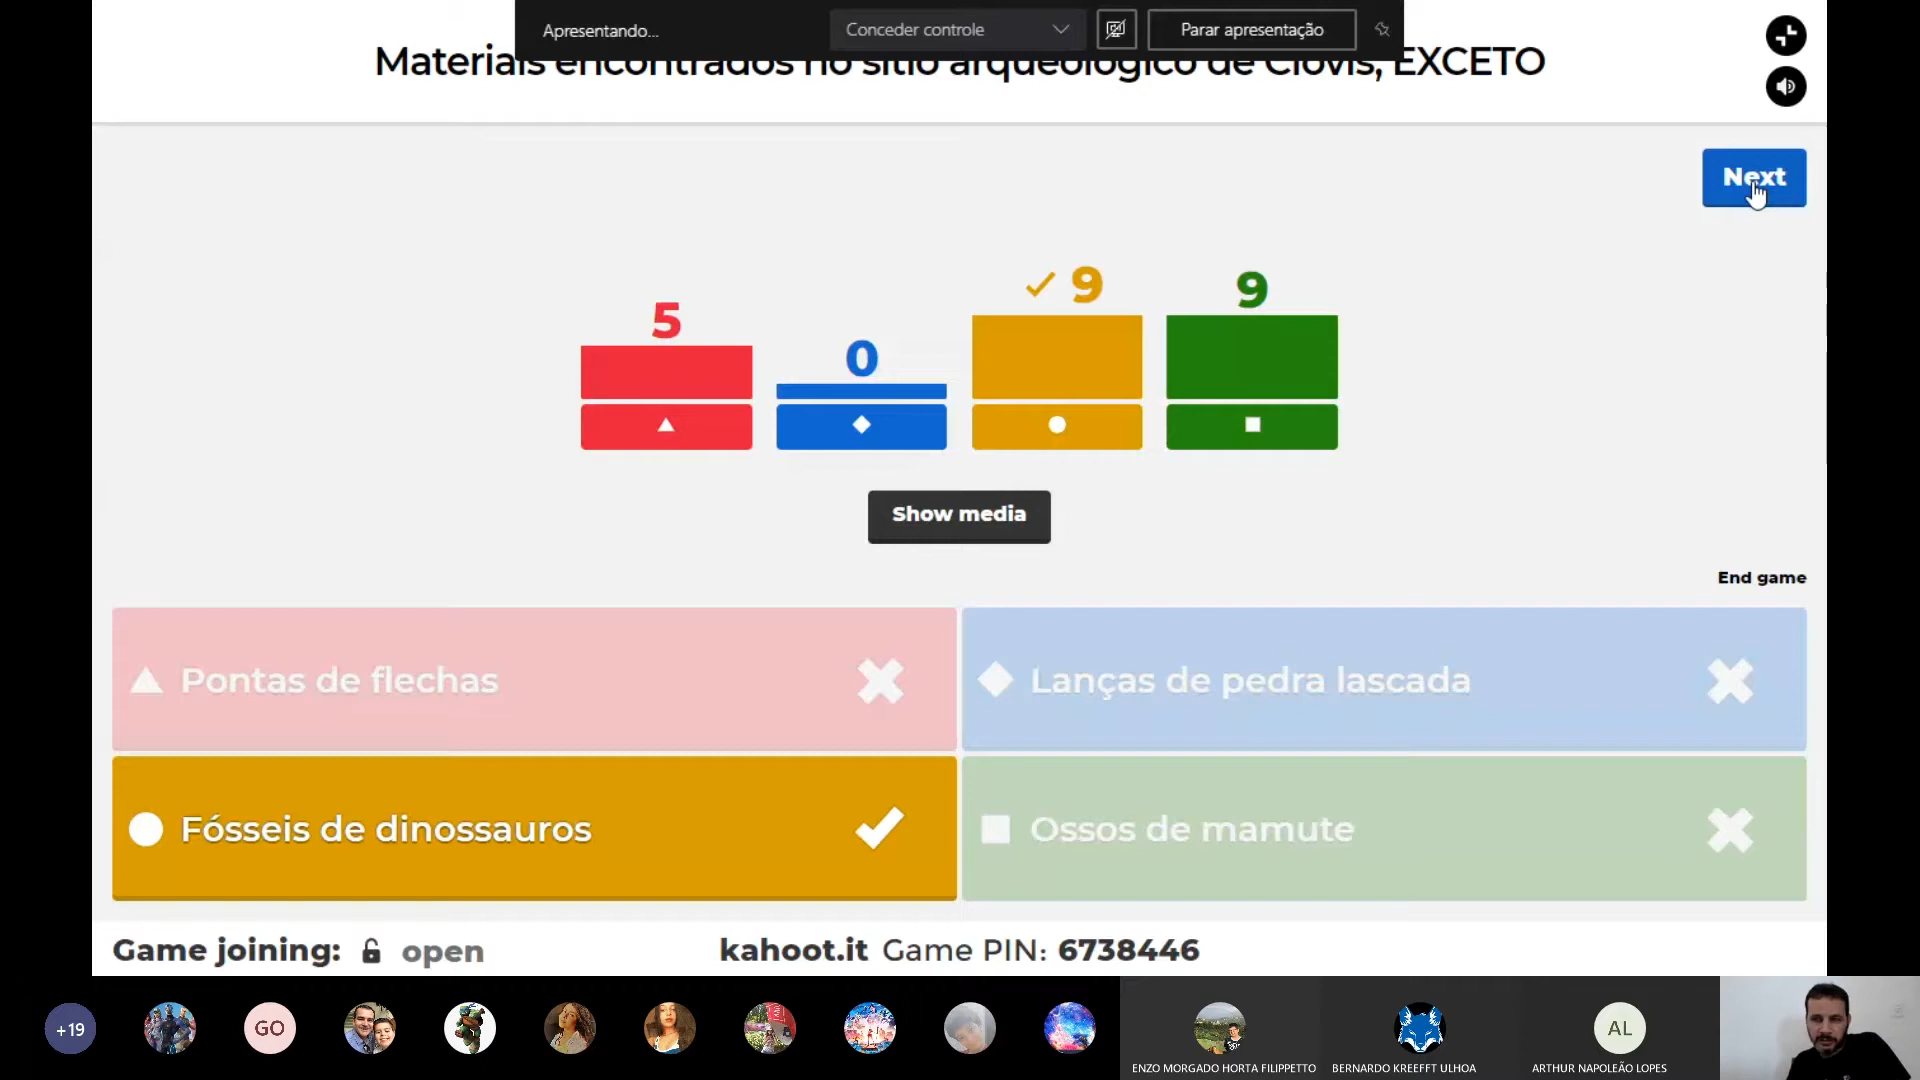 Apresentando...
Conceder controle
Parar apresentação
Materiais encontrados no sítio arqueológico de Clovis, EXCETO
Next
5
0
9
9
Show media
End game
Pontas de flechas
Lanças de pedra lascada
Fósseis de dinossauros
Ossos de mamute
Game joining: open
kahoot.it Game PIN: 6738446
+19
GO
AL
ENZO MORGADO HORTA FILIPPETTO
BERNARDO KREEFFT ULHOA
ARTHUR NAPOLEÃO LOPES